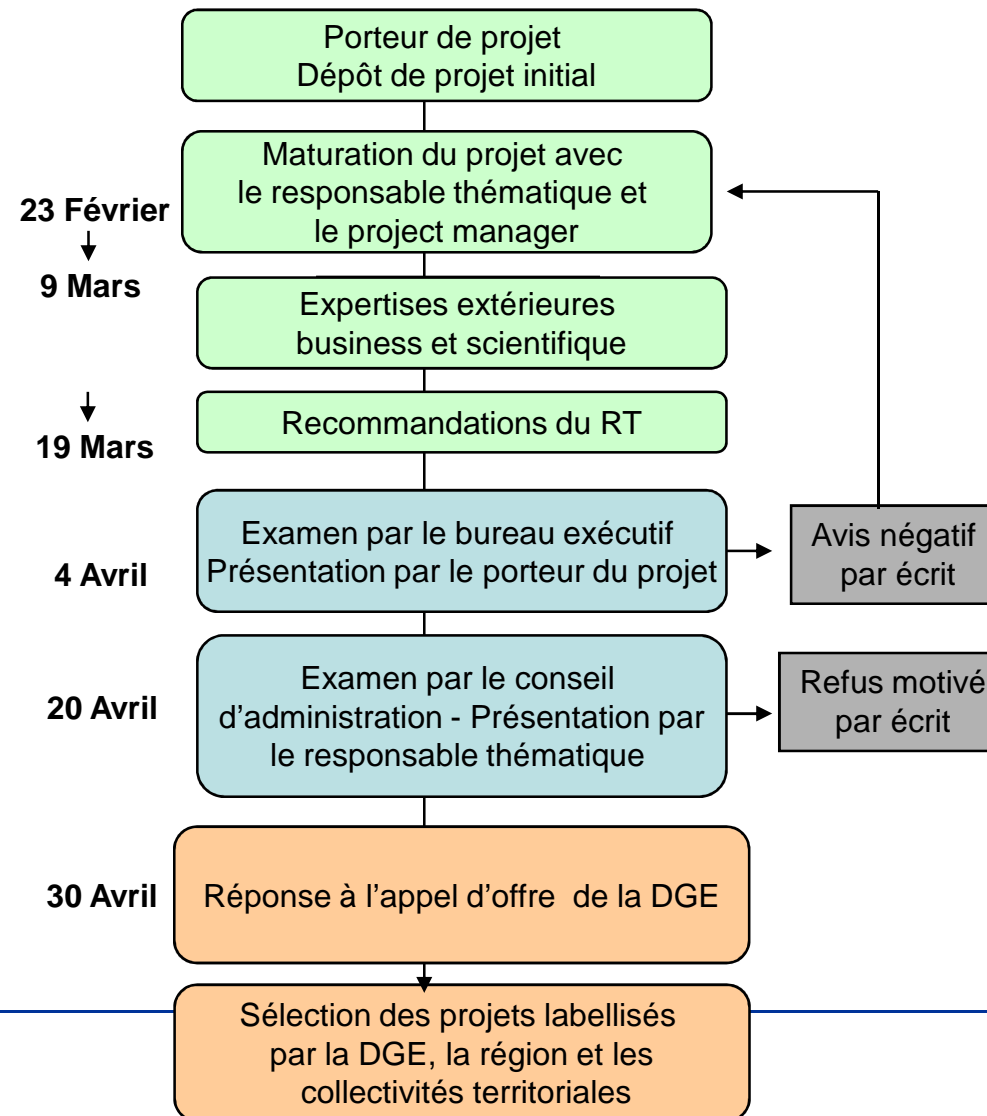 Porteur de projet
Dépôt de projet initial
Maturation du projet avec
le responsable thématique et
le project manager
23 Février
9 Mars
Expertises extérieures
business et scientifique
Recommandations du RT
19 Mars
Examen par le bureau exécutif
Présentation par le porteur du projet
4 Avril
Avis négatif
par écrit
Examen par le conseil
d’administration - Présentation par
le responsable thématique
20 Avril
Refus motivé
par écrit
30 Avril
Réponse à l’appel d’offre de la DGE
Sélection des projets labellisés
par la DGE, la région et les
collectivités territoriales